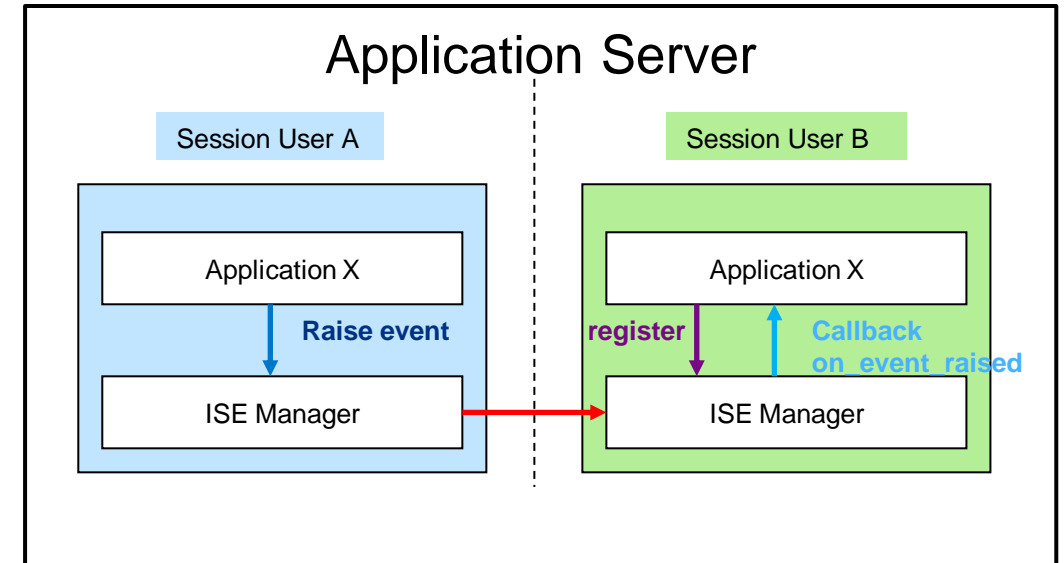 Application Server
Session User A
Session User B
Application X
Application X
Raise event
register
Callback
on_event_raised
ISE Manager
ISE Manager